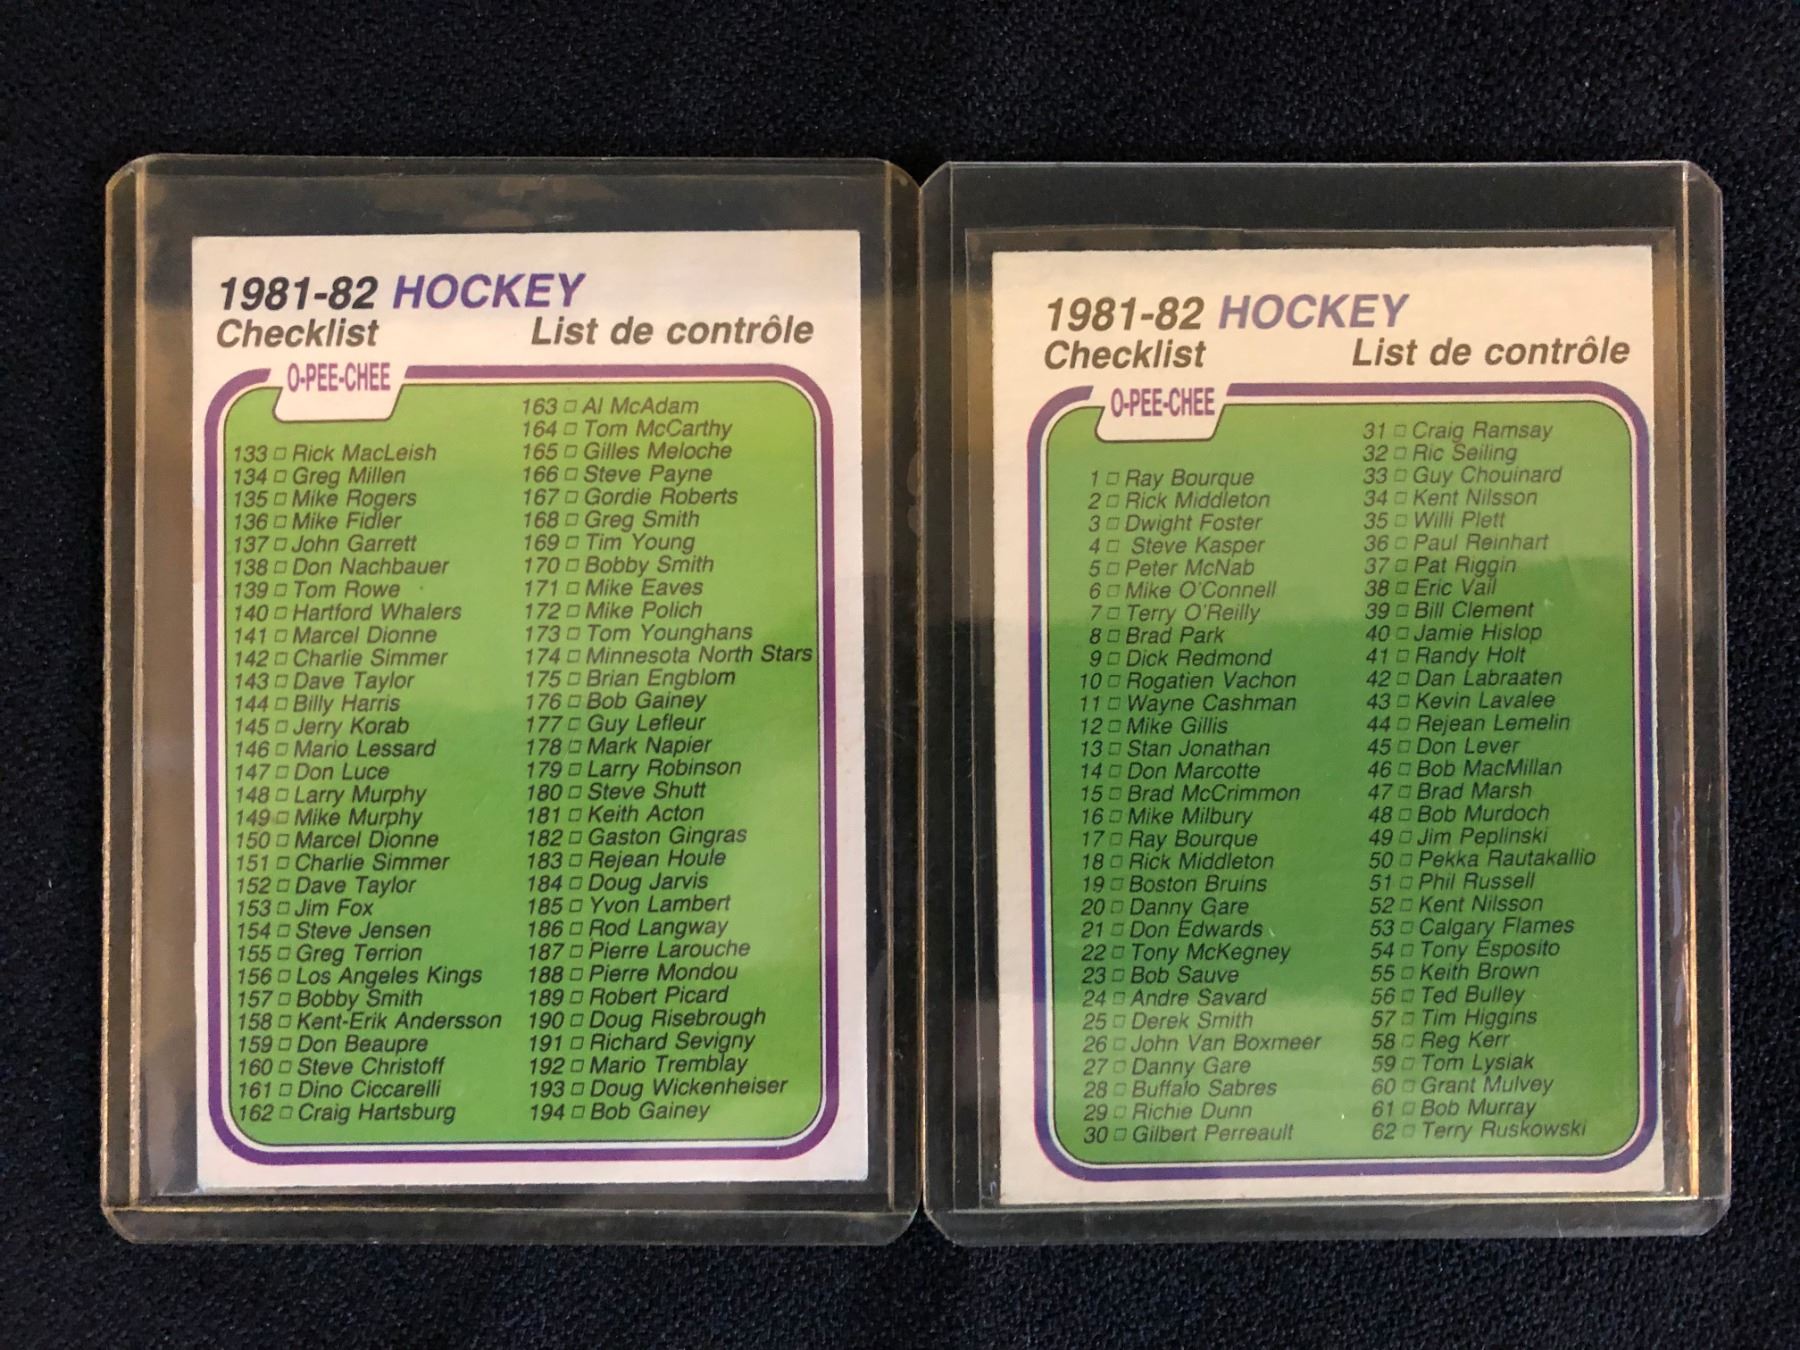 1981-82 HOCKEY
Checklist List de contrôle
O-PEE-CHEE
133 □ Rick MacLeish
134 □ Greg Millen
135 □ Mike Rogers
136 □ Mike Fidler
137 □ John Garrett
138 □ Don Nachbauer
139 □ Tom Rowe
140 □ Hartford Whalers
141 □ Marcel Dionne
142 □ Charlie Simmer
143 □ Dave Taylor
144 □ Billy Harris
145 □ Jerry Korab
146 □ Mario Lessard
147 □ Don Luce
148 □ Larry Murphy
149 □ Mike Murphy
150 □ Marcel Dionne
151 □ Charlie Simmer
152 □ Dave Taylor
153 □ Jim Fox
154 □ Steve Jensen
155 □ Greg Terrion
156 □ Los Angeles Kings
157 □ Bobby Smith
158 □ Kent-Erik Andersson
159 □ Don Beaupre
160 □ Steve Christoff
161 □ Dino Ciccarelli
162 □ Craig Hartsburg
163 □ Al McAdam
164 □ Tom McCarthy
165 □ Gilles Meloche
166 □ Steve Payne
167 □ Gordie Roberts
168 □ Greg Smith
169 □ Tim Young
170 □ Bobby Smith
171 □ Mike Eaves
172 □ Mike Polich
173 □ Tom Younghans
174 □ Minnesota North Stars
175 □ Brian Engblom
176 □ Bob Gainey
177 □ Guy Lefleur
178 □ Mark Napier
179 □ Larry Robinson
180 □ Steve Shutt
181 □ Keith Acton
182 □ Gaston Gingras
183 □ Rejean Houle
184 □ Doug Jarvis
185 □ Yvon Lambert
186 □ Rod Langway
187 □ Pierre Larouche
188 □ Pierre Mondou
189 □ Robert Picard
190 □ Doug Risebrough
191 □ Richard Sevigny
192 □ Mario Tremblay
193 □ Doug Wickenheiser
194 □ Bob Gainey
1981-82 HOCKEY
Checklist List de contrôle
O-PEE-CHEE
1 □ Ray Bourque
2 □ Rick Middleton
3 □ Dwight Foster
4 □ Steve Kasper
5 □ Peter McNab
6 □ Mike O'Connell
7 □ Terry O'Reilly
8 □ Brad Park
9 □ Dick Redmond
10 □ Rogatien Vachon
11 □ Wayne Cashman
12 □ Mike Gillis
13 □ Stan Jonathan
14 □ Don Marcotte
15 □ Brad McCrimmon
16 □ Mike Milbury
17 □ Ray Bourque
18 □ Rick Middleton
19 □ Boston Bruins
20 □ Danny Gare
21 □ Don Edwards
22 □ Tony McKegney
23 □ Bob Sauve
24 □ Andre Savard
25 □ Derek Smith
26 □ John Van Boxmeer
27 □ Danny Gare
28 □ Buffalo Sabres
29 □ Richie Dunn
30 □ Gilbert Perreault
31 □ Craig Ramsay
32 □ Ric Seiling
33 □ Guy Chouinard
34 □ Kent Nilsson
35 □ Willi Plett
36 □ Paul Reinhart
37 □ Pat Riggin
38 □ Eric Vail
39 □ Bill Clement
40 □ Jamie Hislop
41 □ Randy Holt
42 □ Dan Labraaten
43 □ Kevin Lavalee
44 □ Rejean Lemelin
45 □ Don Lever
46 □ Bob MacMillan
47 □ Brad Marsh
48 □ Bob Murdoch
49 □ Jim Peplinski
50 □ Pekka Rautakallio
51 □ Phil Russell
52 □ Kent Nilsson
53 □ Calgary Flames
54 □ Tony Esposito
55 □ Keith Brown
56 □ Ted Bulley
57 □ Tim Higgins
58 □ Reg Kerr
59 □ Tom Lysiak
60 □ Grant Mulvey
61 □ Bob Murray
62 □ Terry Ruskowski